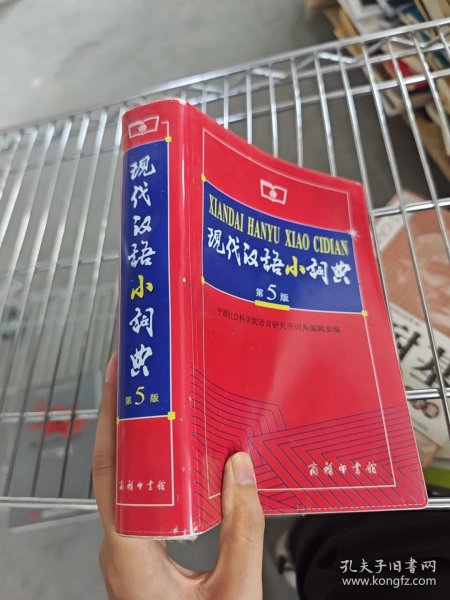 现代汉语小词典
第5版
XIANDAI HANYU XIAO CIDIAN
现代汉语小词典
第5版
中国社会科学院语言研究所词典编辑室编
商务印书馆
商务印书馆
孔夫子旧书网
www.kongfz.com